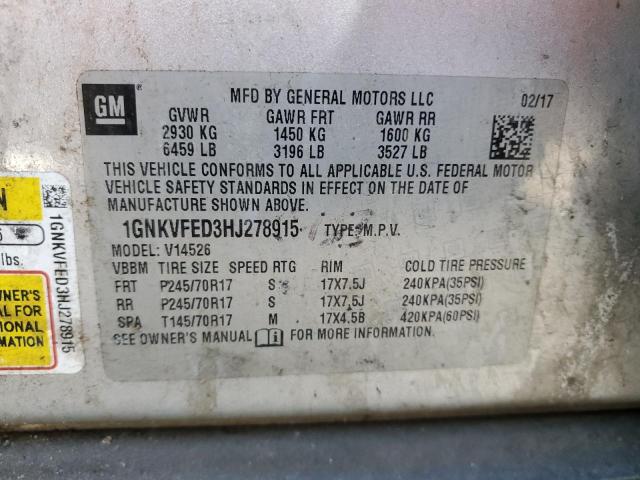 GM
MFD BY GENERAL MOTORS LLC 02/17
GVWR GAWR FRT GAWR RR
2930 KG 1450 KG 1600 KG
6459 LB 3196 LB 3527 LB
THIS VEHICLE CONFORMS TO ALL APPLICABLE U.S. FEDERAL MOTOR
VEHICLE SAFETY STANDARDS IN EFFECT ON THE DATE OF
MANUFACTURE SHOWN ABOVE.
1GNKVFED3HJ278915 TYPE: M.P.V.
MODEL: V14526
VBBM TIRE SIZE SPEED RTG RIM COLD TIRE PRESSURE
FRT P245/70R17 S 17X7.5J 240KPA(35PSI)
RR P245/70R17 S 17X7.5J 240KPA(35PSI)
SPA T145/70R17 M 17X4.5B 420KPA(60PSI)
SEE OWNER'S MANUAL FOR MORE INFORMATION
lbs.
OWNER'S
FOR
1GNKVFED3HJ278915